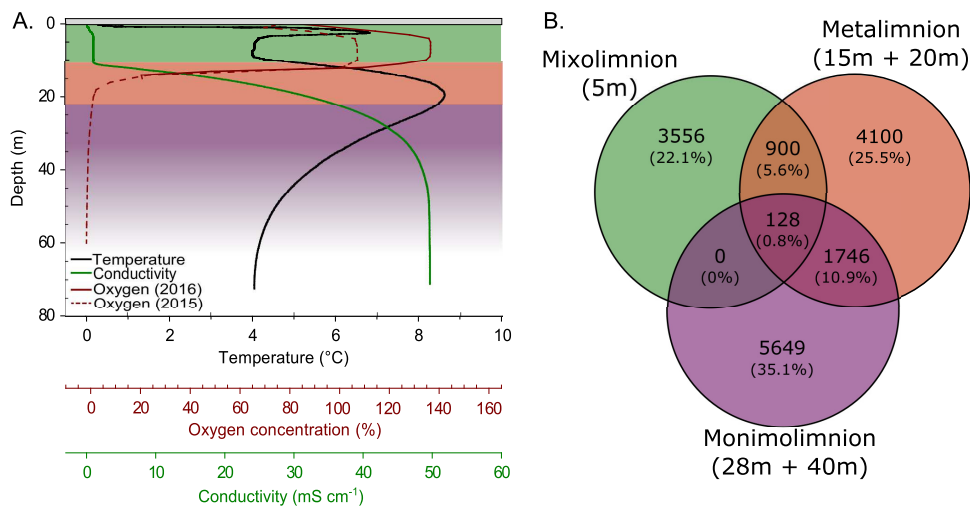 A.
0
20
40
60
80
Depth (m)
Temperature
Conductivity
Oxygen (2016)
Oxygen (2015)
0 2 4 6 8 10
Temperature (°C)
0 20 40 60 80 100 120 140 160
Oxygen concentration (%)
0 10 20 30 40 50 60
Conductivity (mS cm-1)
B.
Mixolimnion
(5m)
Metalimnion
(15m + 20m)
3556
(22.1%)
900
(5.6%)
4100
(25.5%)
128
(0.8%)
0
(0%)
1746
(10.9%)
5649
(35.1%)
Monimolimnion
(28m + 40m)